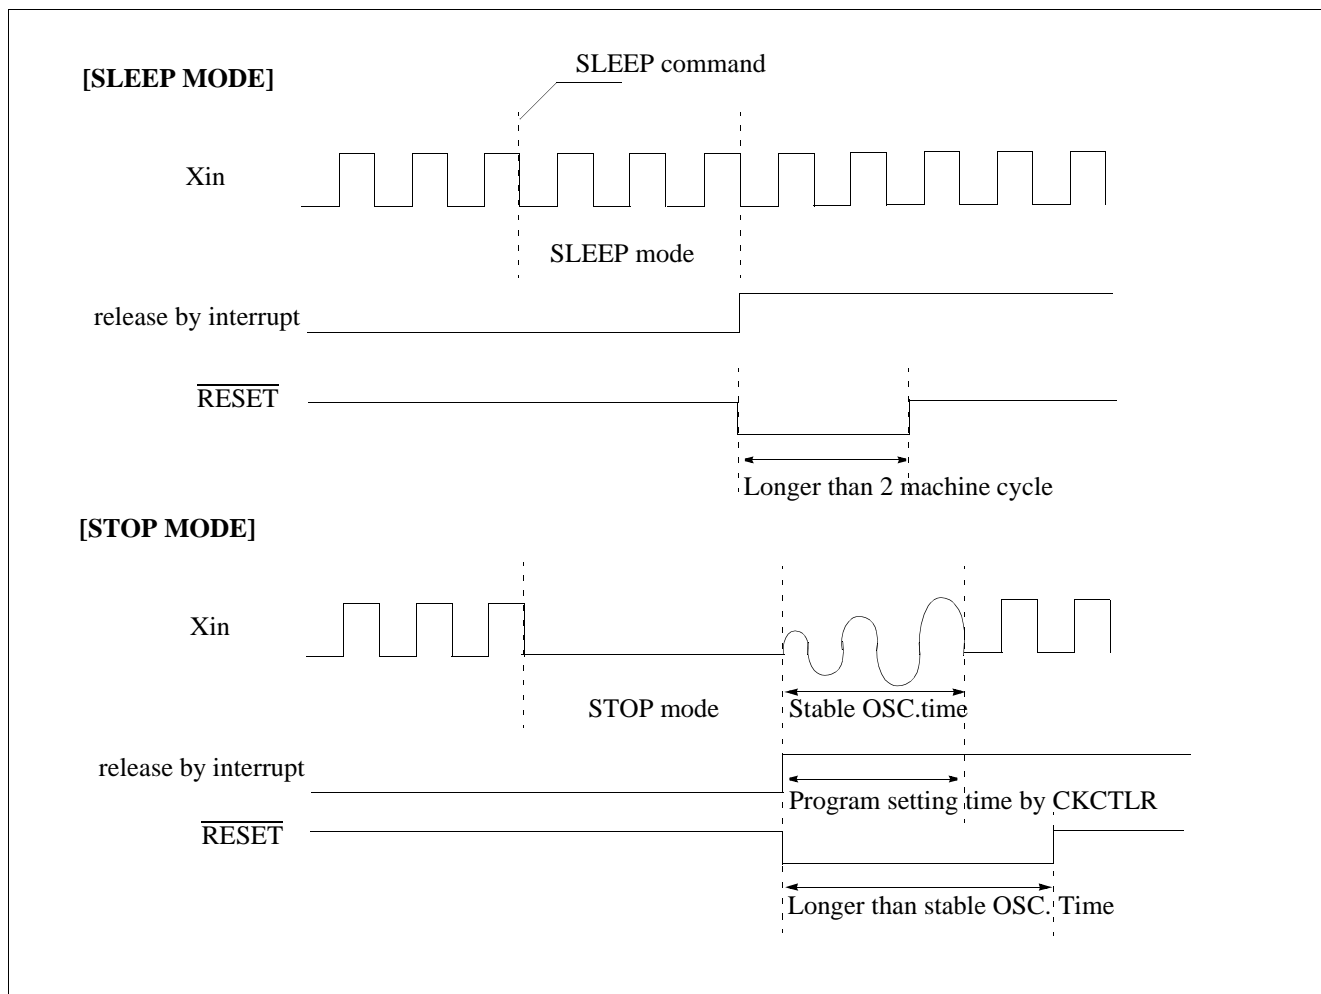 SLEEP command
[SLEEP MODE]
Xin
SLEEP mode
release by interrupt
RESET
Longer than 2 machine cycle
[STOP MODE]
Xin
STOP mode
Stable OSC.time
release by interrupt
Program setting time by CKCTLR
RESET
Longer than stable OSC. Time